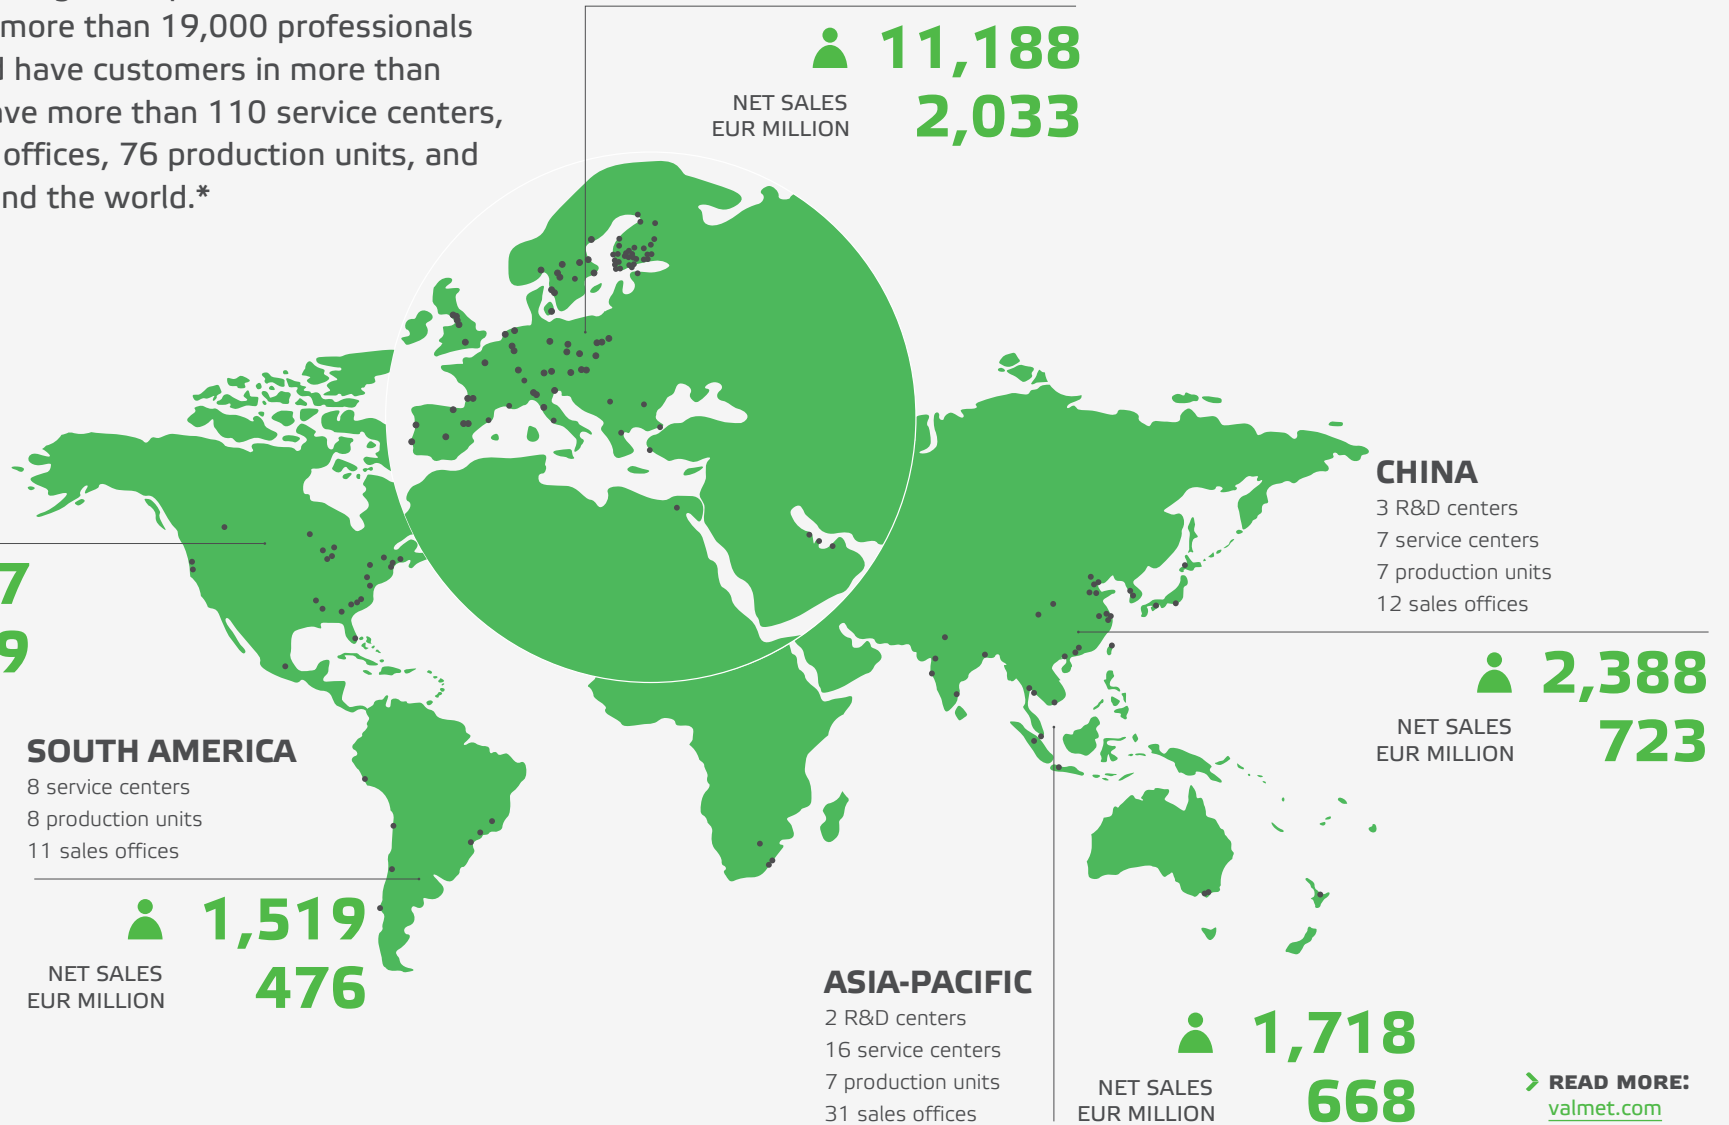 more than 19,000 professionals
have customers in more than
more than 110 service centers,
offices, 76 production units, and
the world.*
11,188
NET SALES
EUR MILLION
2,033
7
9
CHINA
3 R&D centers
7 service centers
7 production units
12 sales offices
2,388
NET SALES
EUR MILLION
723
SOUTH AMERICA
8 service centers
8 production units
11 sales offices
1,519
NET SALES
EUR MILLION
476
ASIA-PACIFIC
2 R&D centers
16 service centers
7 production units
31 sales offices
1,718
NET SALES
EUR MILLION
668
READ MORE:
valmet.com